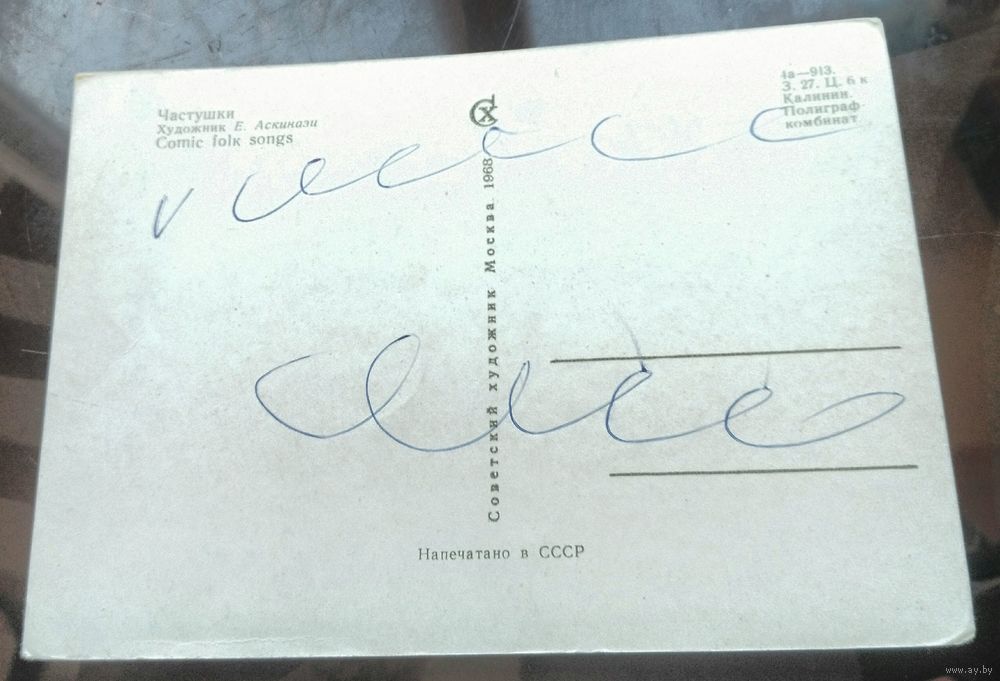 Частушки
Художник Е. Аскинази
Comic folk songs
СХ
Советский художник Москва 1968
1а—913.
З. 27. Ц. 6 к
Калинин.
Полиграф-
комбинат
Напечатано в СССР
www.ay.by